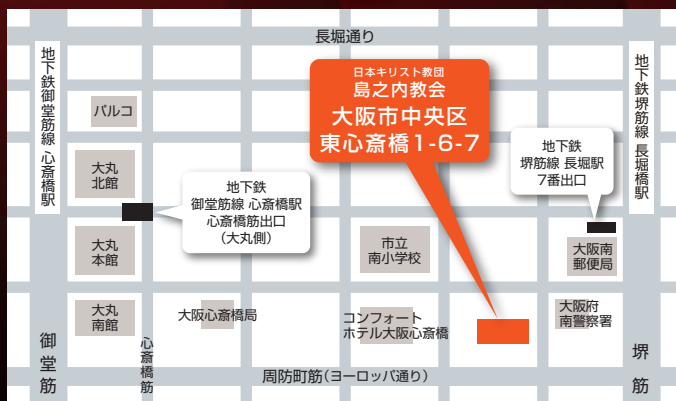 長堀通り
地下鉄御堂筋線 心斎橋駅
日本キリスト教団
島之内教会
大阪市中央区
東心斎橋1-6-7
地下鉄堺筋線 長堀橋駅
パルコ
地下鉄
堺筋線 長堀駅
7番出口
大丸
北館
地下鉄
御堂筋線 心斎橋駅
心斎橋筋出口
(大丸側)
大丸
本館
市立
南小学校
大阪南
郵便局
大丸
南館
大阪心斎橋局
コンフォート
ホテル大阪心斎橋
大阪府
南警察署
御堂筋
心斎橋筋
堺筋
周防町筋(ヨーロッパ通り)